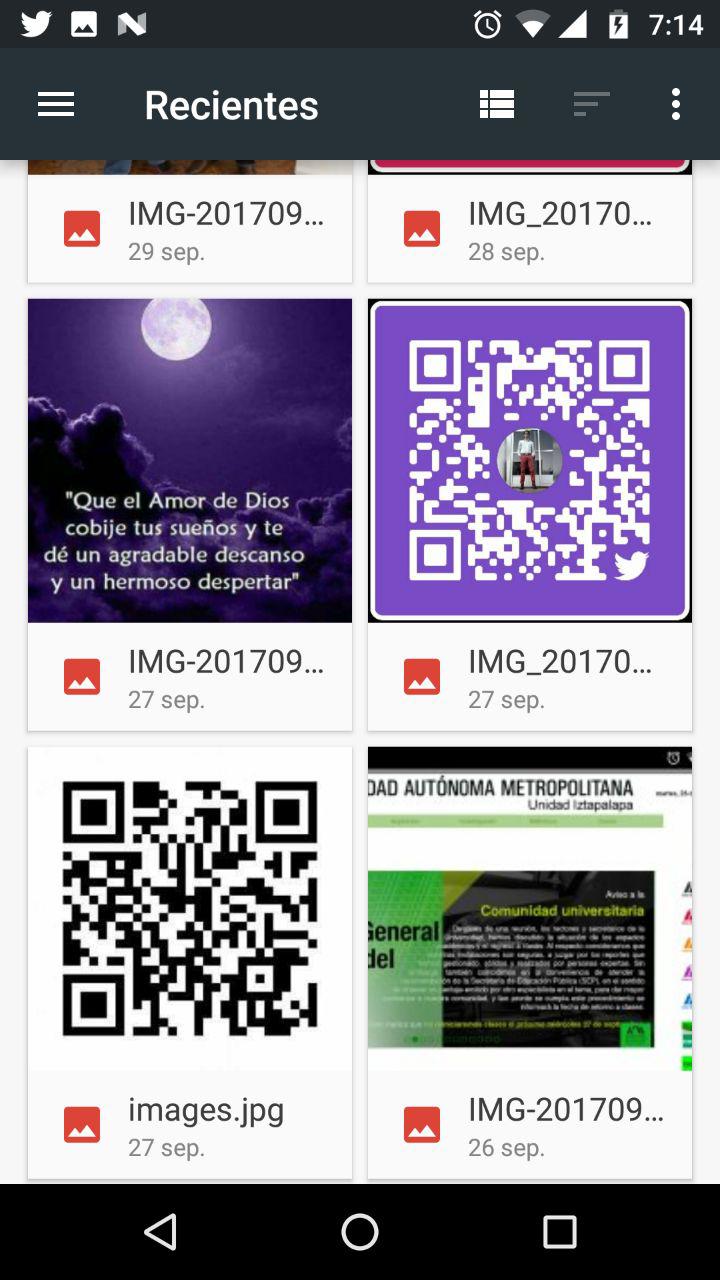 7:14
Recientes
IMG-201709...
29 sep.
IMG_20170...
28 sep.
"Que el Amor de Dios
cobije tus sueños y te
dé un agradable descanso
y un hermoso despertar"
IMG-201709...
27 sep.
IMG_20170...
27 sep.
DAD AUTÓNOMA METROPOLITANA
Unidad Iztapalapa
Aviso a la
Comunidad universitaria
General
del
images.jpg
27 sep.
IMG-201709...
26 sep.